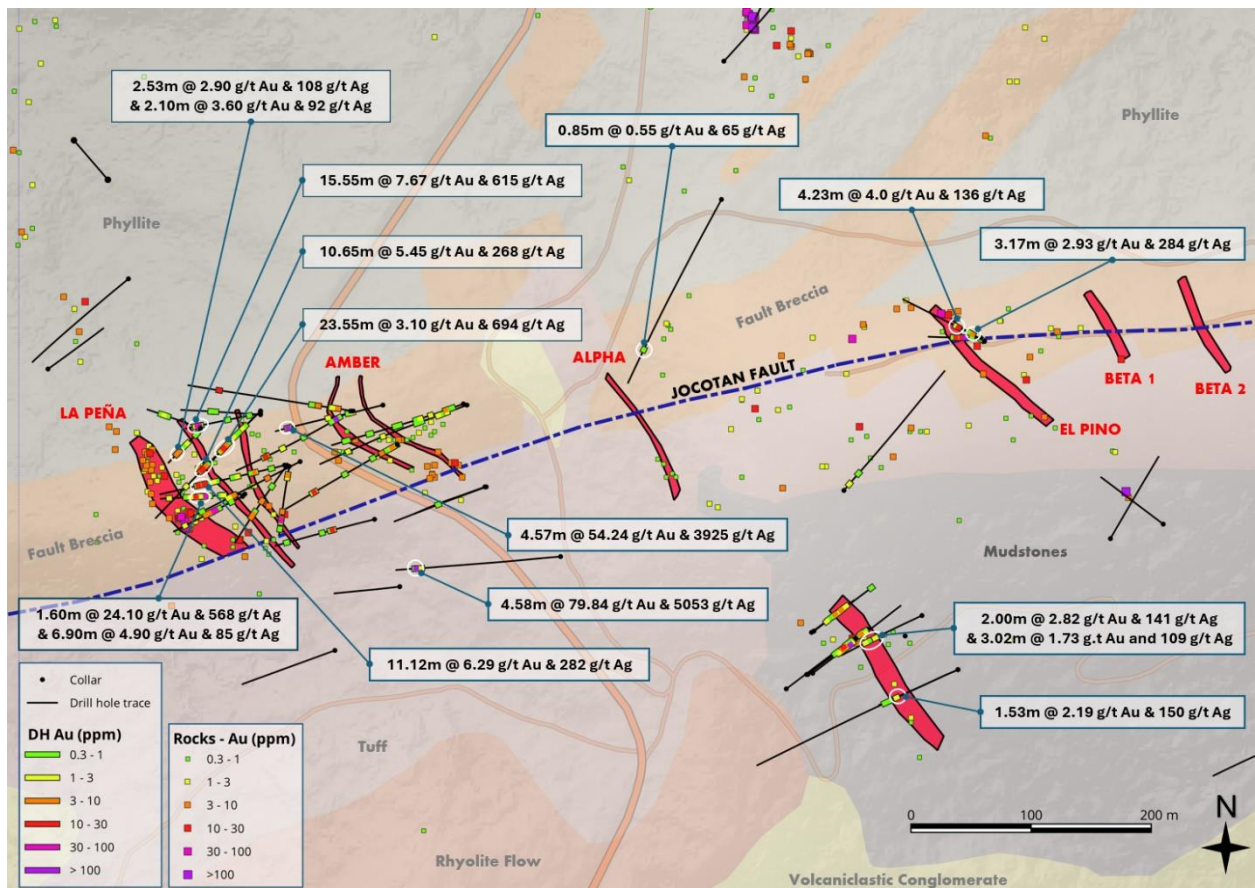 2.53m @ 2.90 g/t Au & 108 g/t Ag
& 2.10m @ 3.60 g/t Au & 92 g/t Ag
0.85m @ 0.55 g/t Au & 65 g/t Ag
Phyllite
15.55m @ 7.67 g/t Au & 615 g/t Ag
4.23m @ 4.0 g/t Au & 136 g/t Ag
Phyllite
3.17m @ 2.93 g/t Au & 284 g/t Ag
10.65m @ 5.45 g/t Au & 268 g/t Ag
23.55m @ 3.10 g/t Au & 694 g/t Ag
Fault Breccia
AMBER
ALPHA
JOCOTAN FAULT
BETA 1
BETA 2
LA PEÑA
EL PINO
Fault Breccia
4.57m @ 54.24 g/t Au & 3925 g/t Ag
Mudstones
4.58m @ 79.84 g/t Au & 5053 g/t Ag
1.60m @ 24.10 g/t Au & 568 g/t Ag
& 6.90m @ 4.90 g/t Au & 85 g/t Ag
2.00m @ 2.82 g/t Au & 141 g/t Ag
& 3.02m @ 1.73 g.t Au and 109 g/t Ag
11.12m @ 6.29 g/t Au & 282 g/t Ag
1.53m @ 2.19 g/t Au & 150 g/t Ag
Collar
Drill hole trace
DH Au (ppm)
0.3 - 1
1 - 3
3 - 10
10 - 30
30 - 100
> 100
Rocks - Au (ppm)
0.3 - 1
1 - 3
3 - 10
10 - 30
30 - 100
>100
Tuff
Rhyolite Flow
Volcaniclastic Conglomerate
0 100 200 m
N